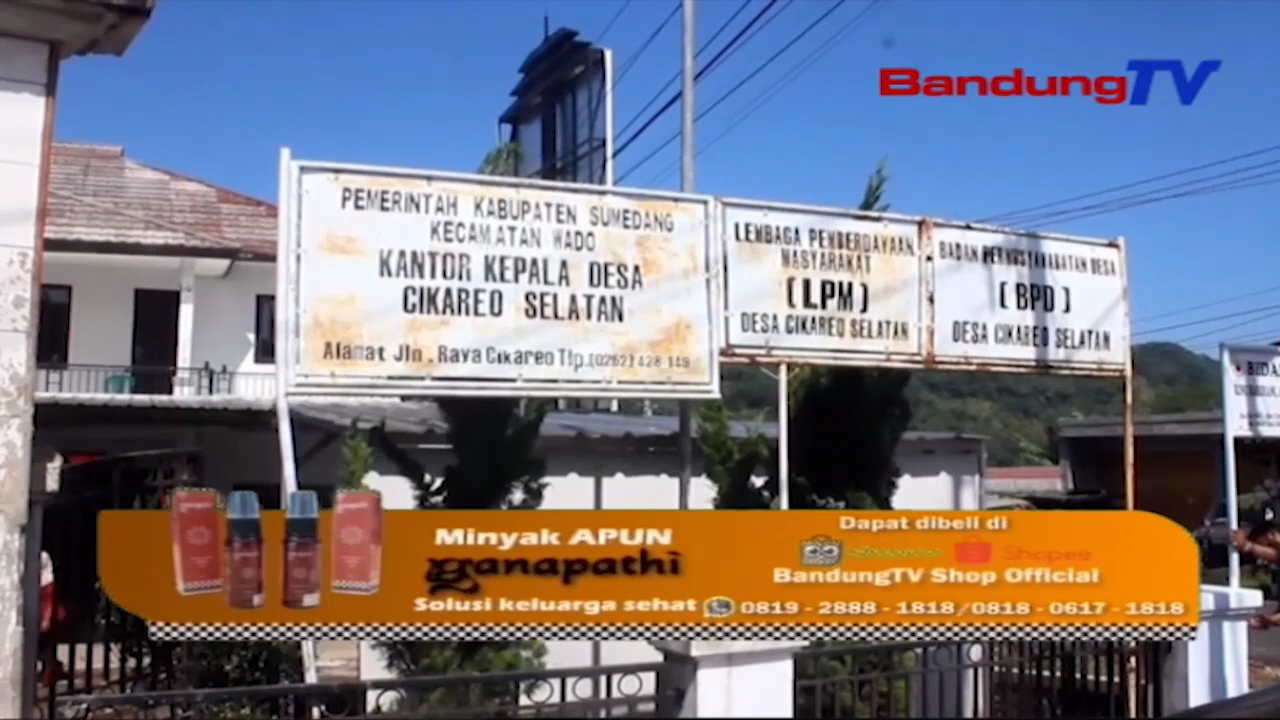 BandungTV
PEMERINTAH KABUPATEN SUMEDANG
KECAMATAN WADO
KANTOR KEPALA DESA
CIKAREO SELATAN
Alamat Jln. Raya Cikareo Tlp.(0262) 428 149
LEMBAGA PEMBERDAYAAN
MASYARAKAT
(LPM)
DESA CIKAREO SELATAN
BADAN PERMUSYAWARATAN DESA
(BPD)
DESA CIKAREO SELATAN
BIDA
Minyak APUN
ganapathi
Solusi keluarga sehat
Dapat dibeli di
Shopee
BandungTV Shop Official
0819 - 2888 - 1818/0818 - 0617 - 1818